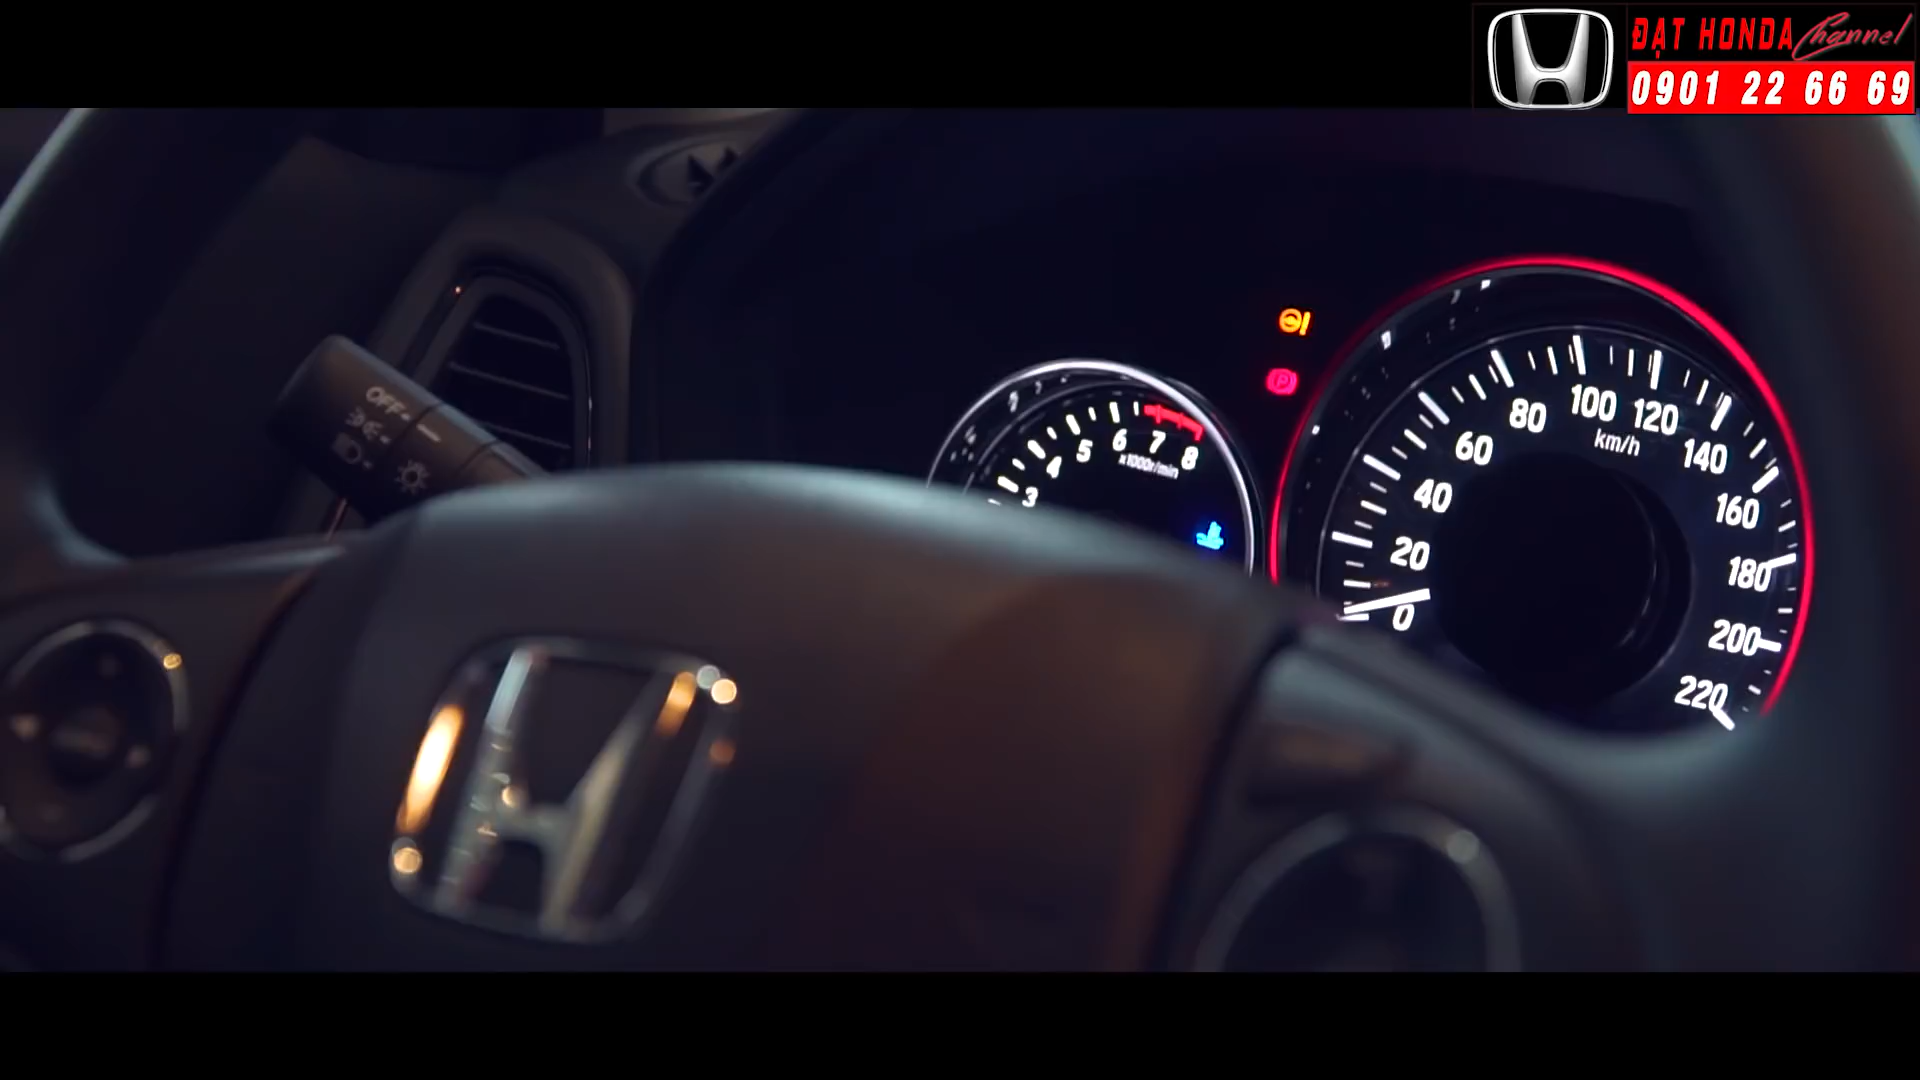 ĐẠT HONDA Channel
0901 22 66 69
OFF
3 4 5 6 7 8
x1000r/min
P
0 20 40 60 80 100 120 140 160 180 200 220
km/h